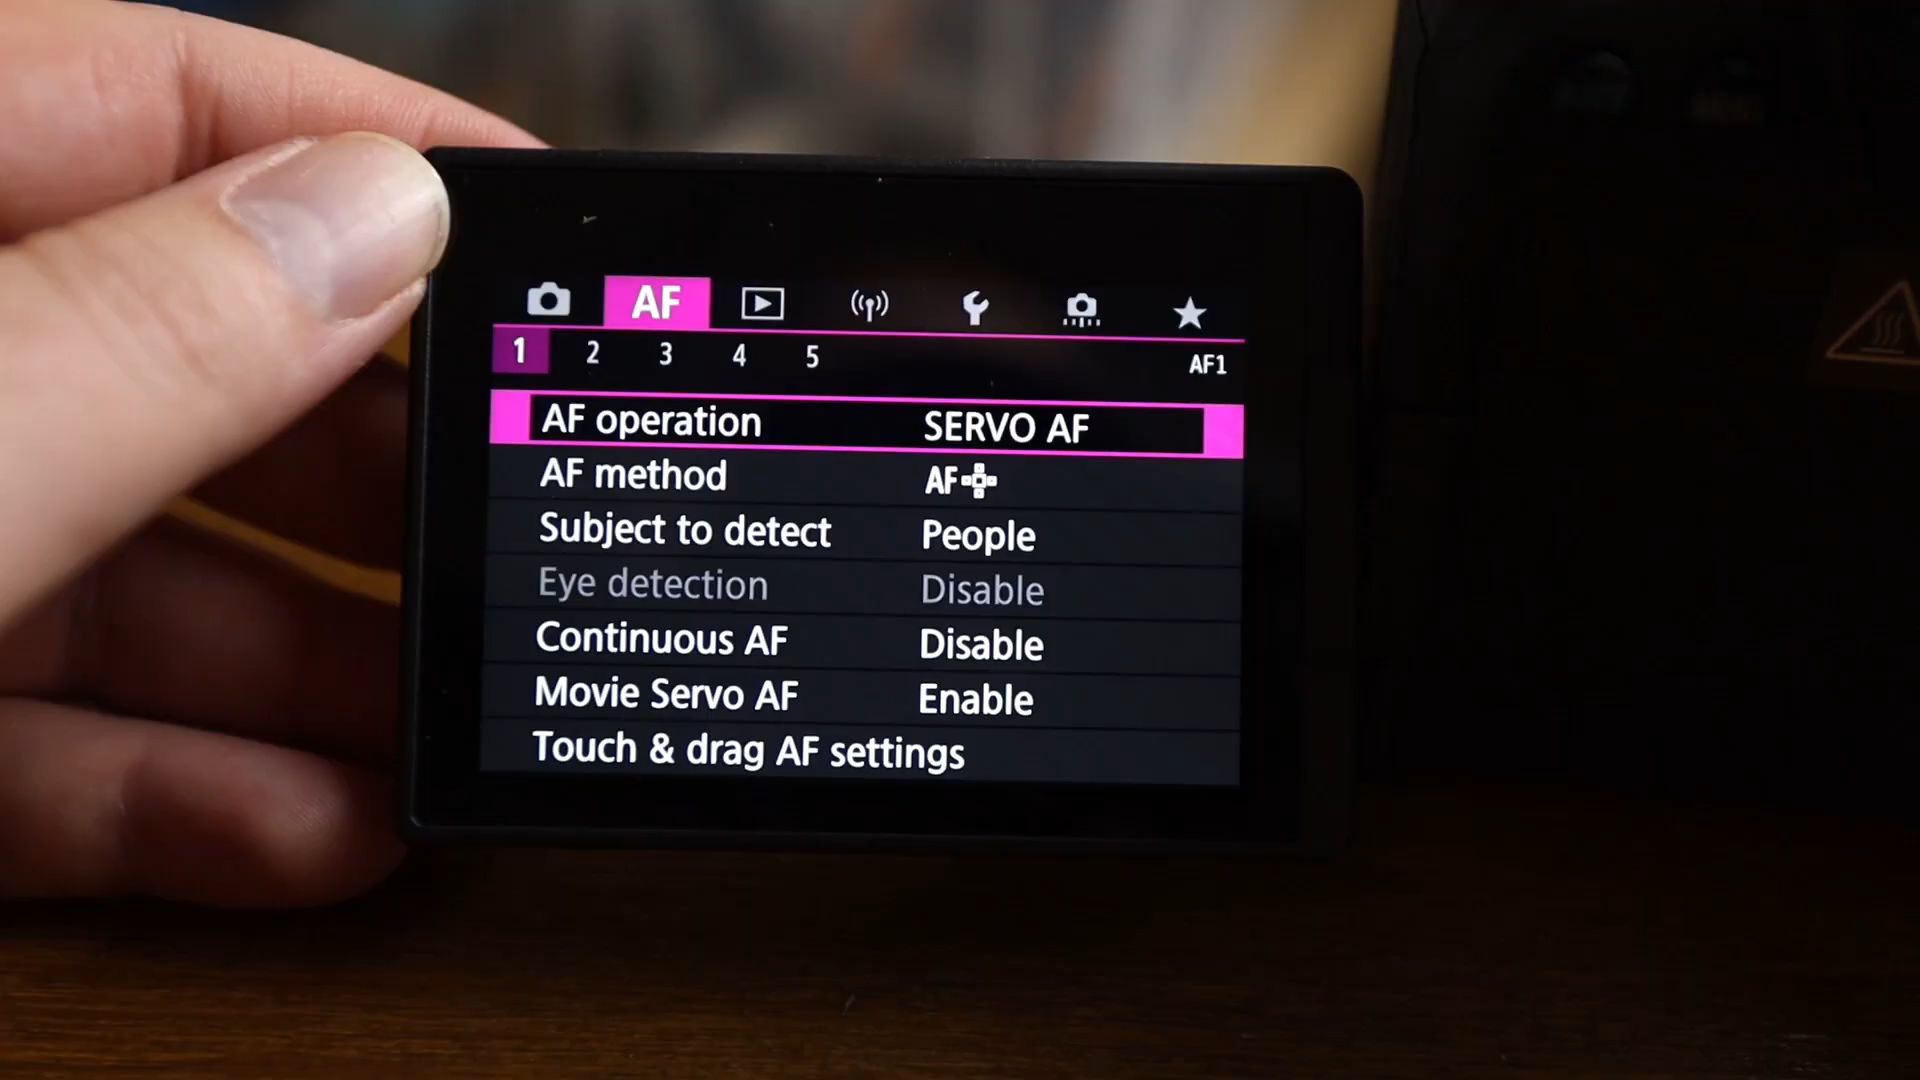 AF
1 2 3 4 5 AF1
AF operation SERVO AF
AF method AF
Subject to detect People
Eye detection Disable
Continuous AF Disable
Movie Servo AF Enable
Touch & drag AF settings